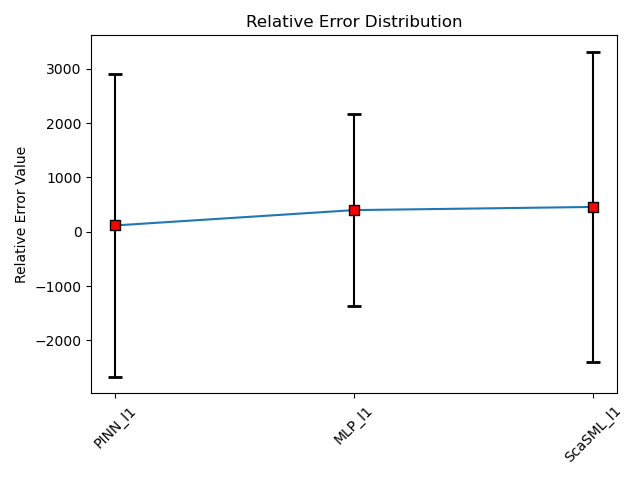 Relative Error Distribution
3000
2000
1000
0
−1000
−2000
Relative Error Value
PINN_l1
MLP_l1
ScaSML_l1